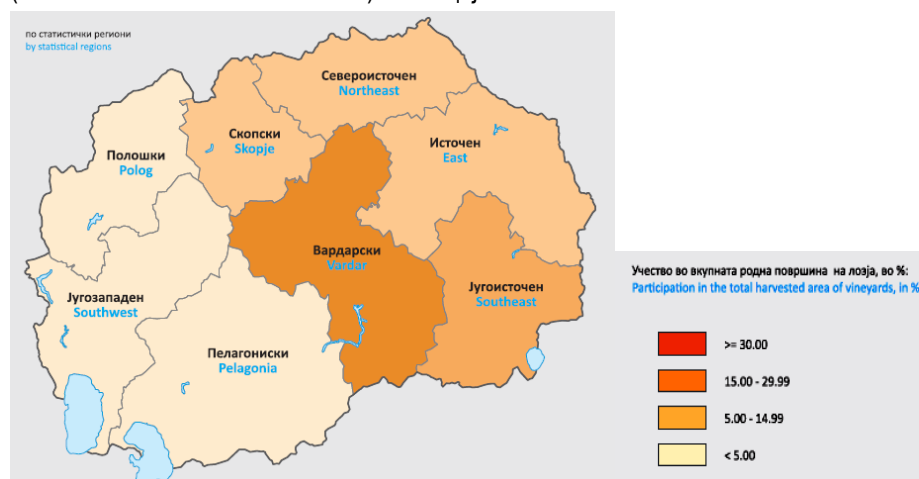 по статистички региони
by statistical regions
Североисточен
Northeast
Скопски
Skopje
Источен
East
Полошки
Polog
Вардарски
Vardar
Југоисточен
Southeast
Југозападен
Southwest
Пелагониски
Pelagonia
Учество во вкупната родна површина на лозја, во %:
Participation in the total harvested area of vineyards, in %
>= 30.00
15.00 - 29.99
5.00 - 14.99
< 5.00